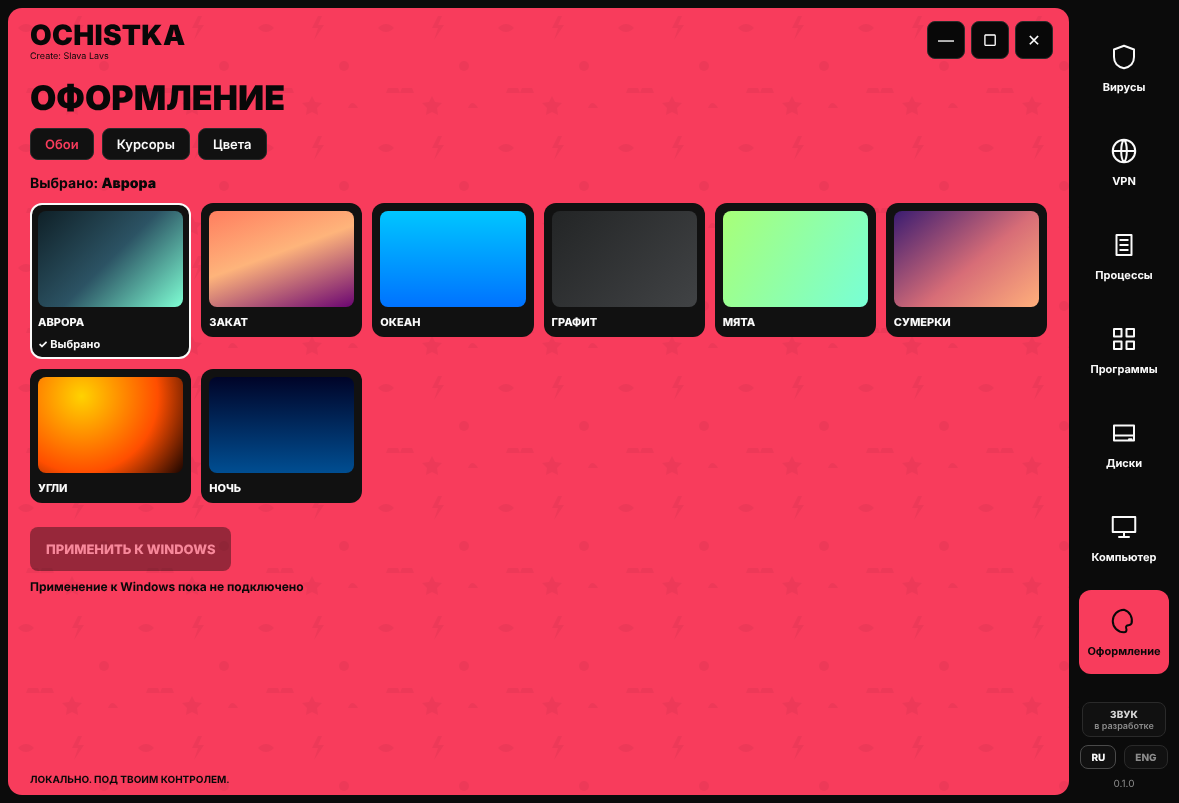 OCHISTKA
Create: Slava Lavs
ОФОРМЛЕНИЕ
Обои
Курсоры
Цвета
Выбрано: Аврора
АВРОРА
✓ Выбрано
ЗАКАТ
ОКЕАН
ГРАФИТ
МЯТА
СУМЕРКИ
УГЛИ
НОЧЬ
ПРИМЕНИТЬ К WINDOWS
Применение к Windows пока не подключено
ЛОКАЛЬНО. ПОД ТВОИМ КОНТРОЛЕМ.
Вирусы
VPN
Процессы
Программы
Диски
Компьютер
Оформление
ЗВУК
в разработке
RU
ENG
0.1.0